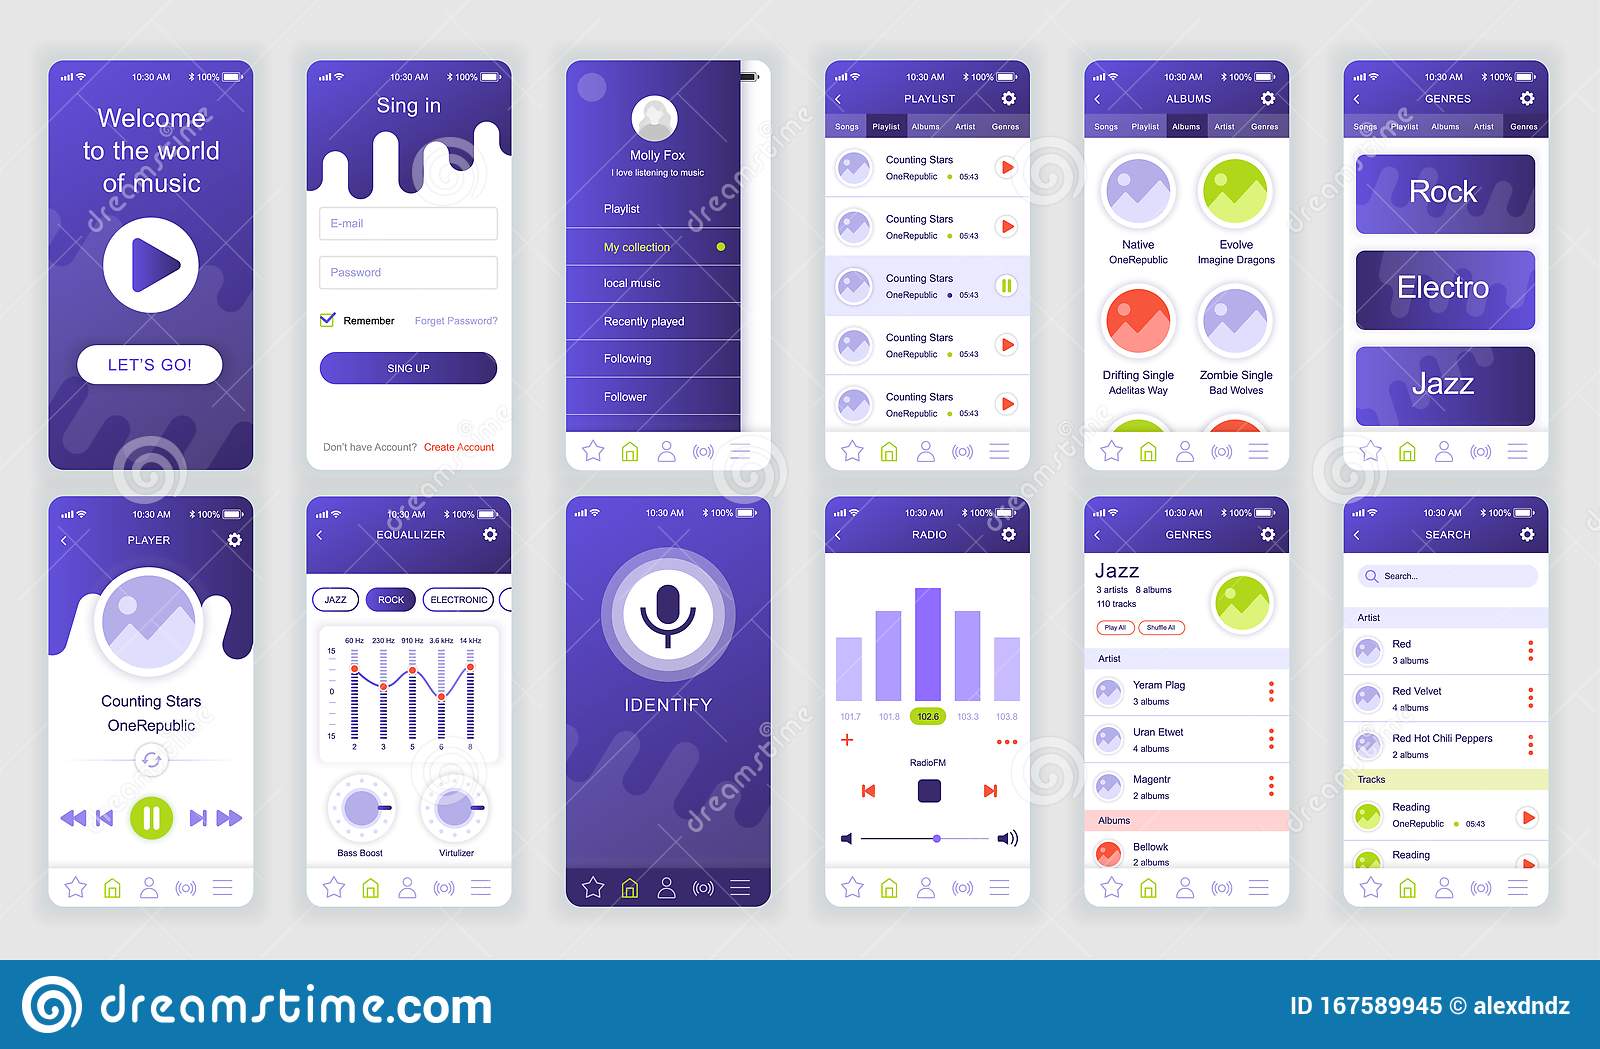 10:30 AM 100%
Welcome
to the world
of music
LET'S GO!
10:30 AM 100%
Sing in
E-mail
Password
Remember Forget Password?
SING UP
Don't have Account? Create Account
Molly Fox
I love listening to music
Playlist
My collection
local music
Recently played
Following
Follower
10:30 AM 100%
PLAYLIST
Songs Playlist Albums Artist Genres
Counting Stars
OneRepublic 05:43
Counting Stars
OneRepublic 05:43
Counting Stars
OneRepublic 05:43
Counting Stars
OneRepublic 05:43
Counting Stars
OneRepublic 05:43
10:30 AM 100%
ALBUMS
Songs Playlist Albums Artist Genres
Native Evolve
OneRepublic Imagine Dragons
Drifting Single Zombie Single
Adelitas Way Bad Wolves
10:30 AM 100%
GENRES
Songs Playlist Albums Artist Genres
Rock
Electro
Jazz
10:30 AM 100%
PLAYER
Counting Stars
OneRepublic
10:30 AM 100%
EQUALLIZER
JAZZ ROCK ELECTRONIC
60 Hz 230 Hz 910 Hz 3.6 kHz 14 kHz
15
0
15
2 3 5 6 8
Bass Boost Virtulizer
10:30 AM 100%
IDENTIFY
10:30 AM 100%
RADIO
101.7 101.8 102.6 103.3 103.8
RadioFM
10:30 AM 100%
GENRES
Jazz
3 artists 8 albums
110 tracks
Play All Shuffle All
Artist
Yeram Plag
3 albums
Uran Etwet
4 albums
Magentr
2 albums
Albums
Bellowk
2 albums
10:30 AM 100%
SEARCH
Search...
Artist
Red
3 albums
Red Velvet
4 albums
Red Hot Chili Peppers
2 albums
Tracks
Reading
OneRepublic 05:43
Reading
dreamstime.com
ID 167589945 © alexdndz